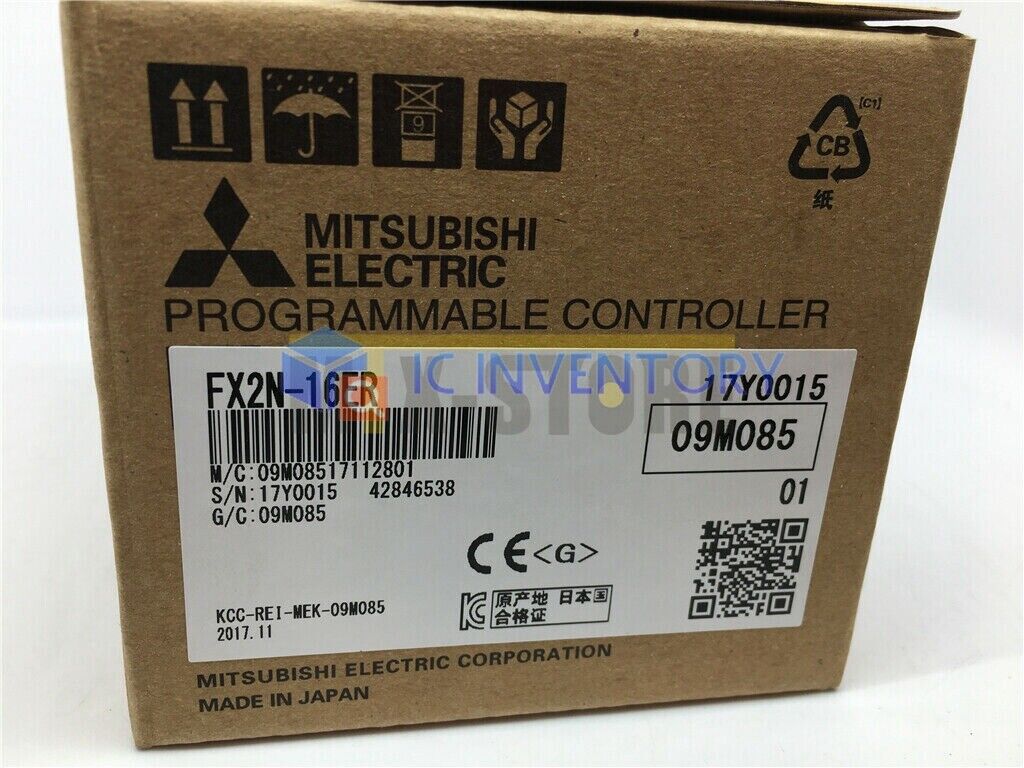 9
[C1]
CB
纸
MITSUBISHI
ELECTRIC
PROGRAMMABLE CONTROLLER
IC INVENTORY
FX2N-16ER
17Y0015
09M085
M/C:09M08517112801
S/N:17Y0015 42846538
G/C:09M085
01
CE <G>
原产地 日本国
合格证
KCC-REI-MEK-09M085
2017.11
MITSUBISHI ELECTRIC CORPORATION
MADE IN JAPAN